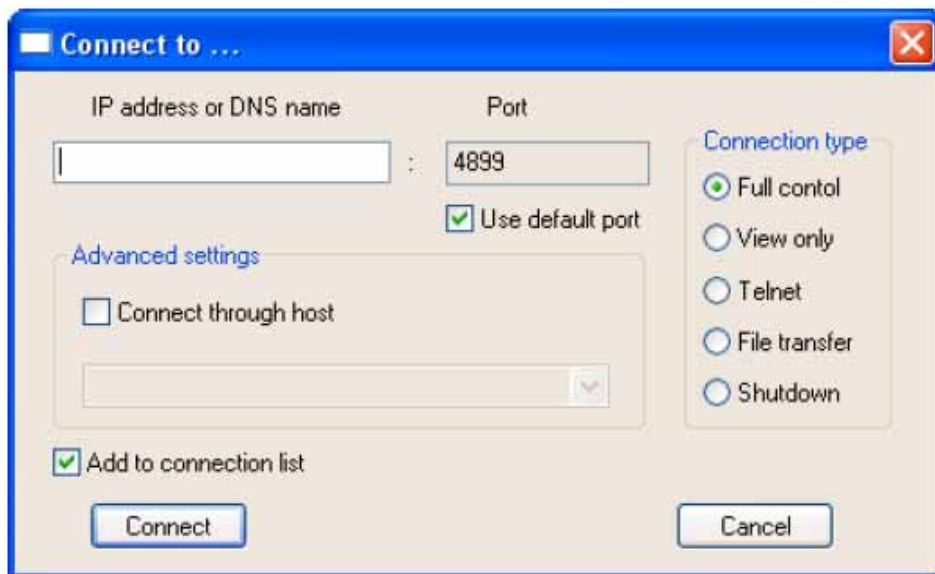 Connect to ...
IP address or DNS name
Port
:
4899
Use default port
Connection type
Full contol
View only
Telnet
File transfer
Shutdown
Advanced settings
Connect through host
Add to connection list
Connect
Cancel